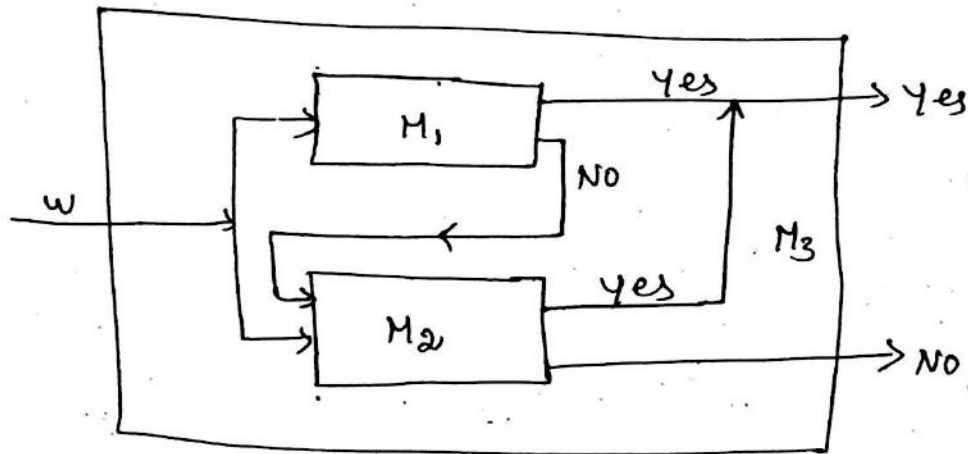 Yes
Yes
M₁
NO
W
M₃
Yes
M₂
NO